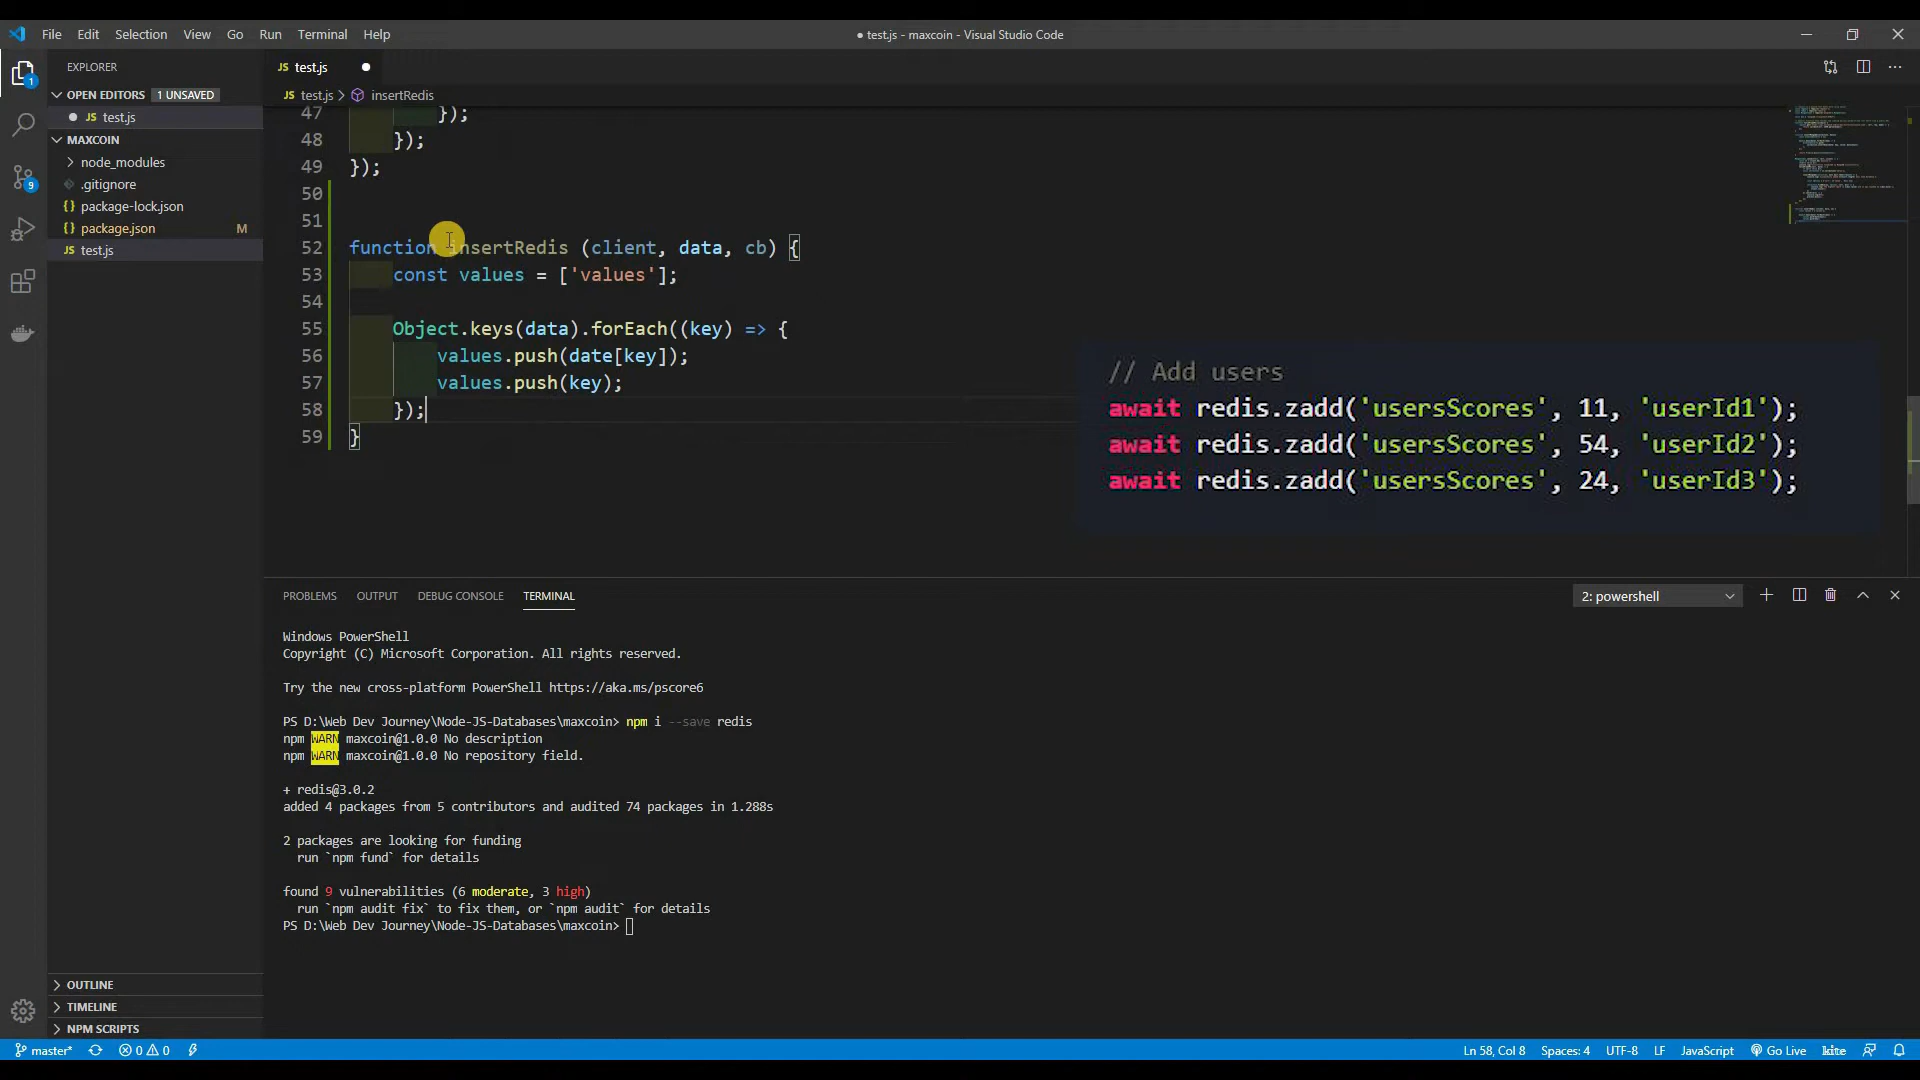 File Edit Selection View Go Run Terminal Help
● test.js - maxcoin - Visual Studio Code
EXPLORER
OPEN EDITORS 1 UNSAVED
JS test.js
MAXCOIN
node_modules
.gitignore
{} package-lock.json
{} package.json M
JS test.js
OUTLINE
TIMELINE
NPM SCRIPTS
1
9
JS test.js
JS test.js > insertRedis
47 });
48 });
49 });
50
51
52 function insertRedis (client, data, cb) {
53 const values = ['values'];
54
55 Object.keys(data).forEach((key) => {
56 values.push(date[key]);
57 values.push(key);
58 });
59 }
// Add users
await redis.zadd('usersScores', 11, 'userId1');
await redis.zadd('usersScores', 54, 'userId2');
await redis.zadd('usersScores', 24, 'userId3');
PROBLEMS OUTPUT DEBUG CONSOLE TERMINAL
2: powershell
Windows PowerShell
Copyright (C) Microsoft Corporation. All rights reserved.
Try the new cross-platform PowerShell https://aka.ms/pscore6
PS D:\Web Dev Journey\Node-JS-Databases\maxcoin> npm i --save redis
npm WARN maxcoin@1.0.0 No description
npm WARN maxcoin@1.0.0 No repository field.
+ redis@3.0.2
added 4 packages from 5 contributors and audited 74 packages in 1.288s
2 packages are looking for funding
run `npm fund` for details
found 9 vulnerabilities (6 moderate, 3 high)
run `npm audit fix` to fix them, or `npm audit` for details
PS D:\Web Dev Journey\Node-JS-Databases\maxcoin>
master* 0 0 Ln 58, Col 8 Spaces: 4 UTF-8 LF JavaScript Go Live kite